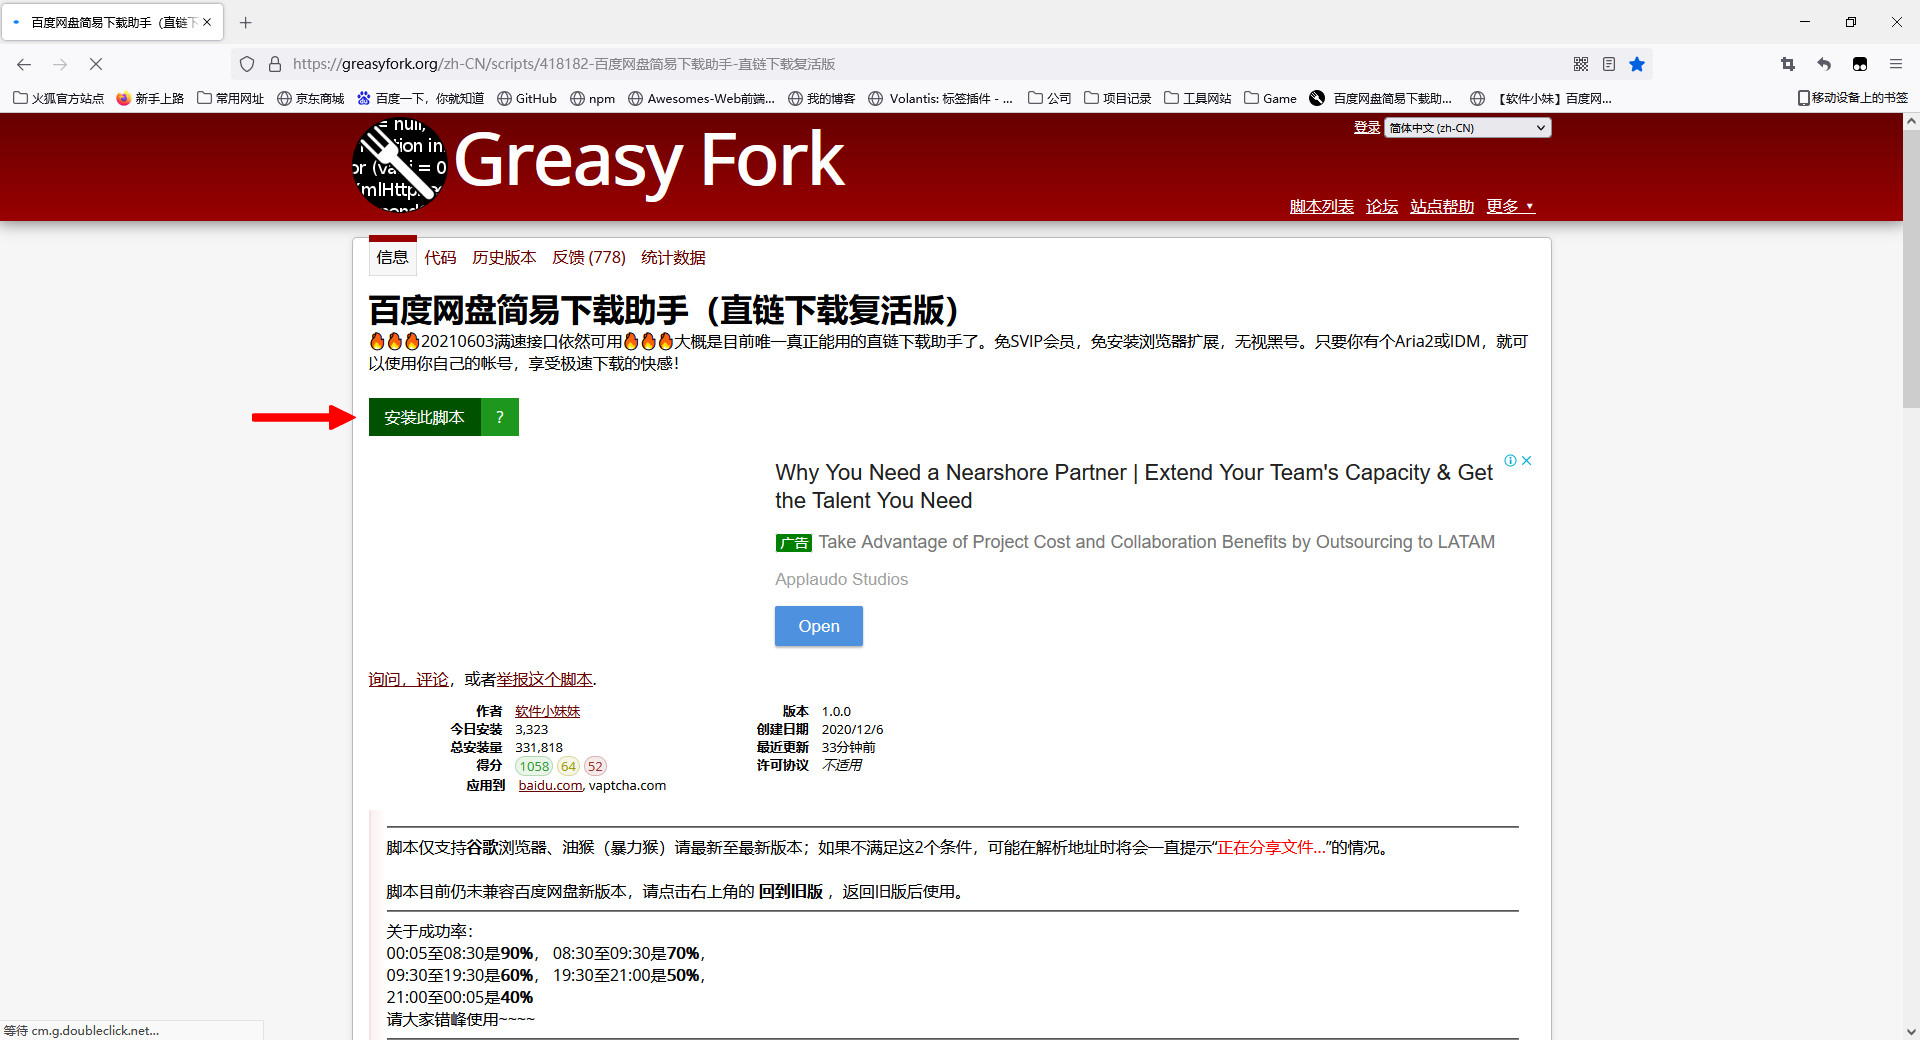 百度网盘简易下载助手（直链下
https://greasyfork.org/zh-CN/scripts/418182-百度网盘简易下载助手-直链下载复活版
火狐官方站点 新手上路 常用网址 京东商城 百度一下，你就知道 GitHub npm Awesomes-Web前端... 我的博客 Volantis: 标签插件 - ... 公司 项目记录 工具网站 Game 百度网盘简易下载助... 【软件小妹】百度网... 移动设备上的书签
= null,
tion in
or (va i = 0
XmlHttp
Greasy Fork
登录 简体中文 (zh-CN)
脚本列表 论坛 站点帮助 更多 ▼
信息 代码 历史版本 反馈 (778) 统计数据
百度网盘简易下载助手（直链下载复活版）
🔥🔥🔥20210603满速接口依然可用🔥🔥🔥大概是目前唯一真正能用的直链下载助手了。免SVIP会员，免安装浏览器扩展，无视黑号。只要你有个Aria2或IDM，就可
以使用你自己的帐号，享受极速下载的快感！
安装此脚本 ?
Why You Need a Nearshore Partner | Extend Your Team's Capacity & Get
the Talent You Need
广告 Take Advantage of Project Cost and Collaboration Benefits by Outsourcing to LATAM
Applaudo Studios
Open
询问，评论，或者举报这个脚本.
作者 软件小妹妹 版本 1.0.0
今日安装 3,323 创建日期 2020/12/6
总安装量 331,818 最近更新 33分钟前
得分 1058 64 52 许可协议 不适用
应用到 baidu.com, vaptcha.com
脚本仅支持谷歌浏览器、油猴（暴力猴）请最新至最新版本；如果不满足这2个条件，可能在解析地址时将会一直提示“正在分享文件...”的情况。
脚本目前仍未兼容百度网盘新版本，请点击右上角的 回到旧版 ，返回旧版后使用。
关于成功率：
00:05至08:30是90%， 08:30至09:30是70%，
09:30至19:30是60%， 19:30至21:00是50%，
21:00至00:05是40%
请大家错峰使用~~~~
等待 cm.g.doubleclick.net...